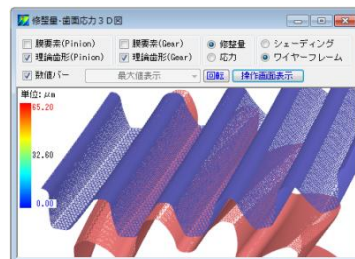 修整量-歯面応力3D図
膜要素(Pinion) 膜要素(Gear) 修整量 シェーディング
理論歯形(Pinion) 理論歯形(Gear) 応力 ワイヤーフレーム
数値バー 最大値表示 回転 操作画面表示
単位: μm
65.20
32.60
0.00